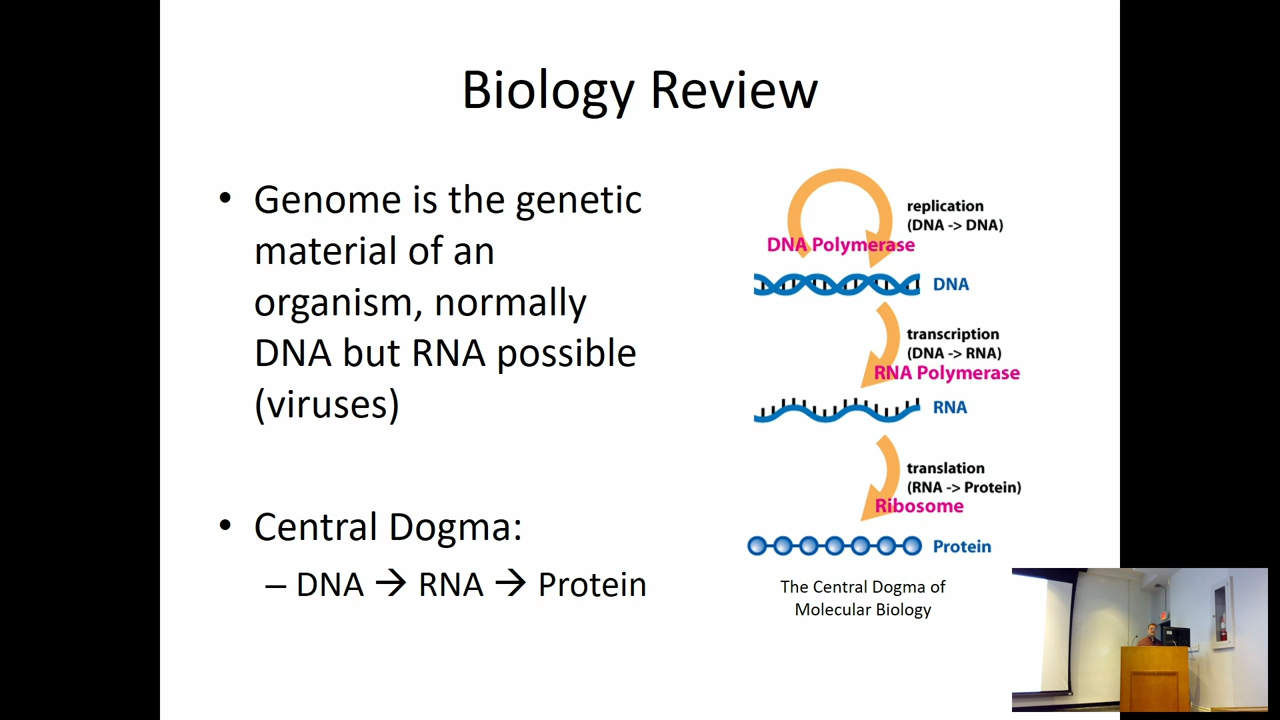 Biology Review
• Genome is the genetic
material of an
organism, normally
DNA but RNA possible
(viruses)
• Central Dogma:
– DNA → RNA → Protein
replication
(DNA -> DNA)
DNA Polymerase
DNA
transcription
(DNA -> RNA)
RNA Polymerase
RNA
translation
(RNA -> Protein)
Ribosome
Protein
The Central Dogma of
Molecular Biology